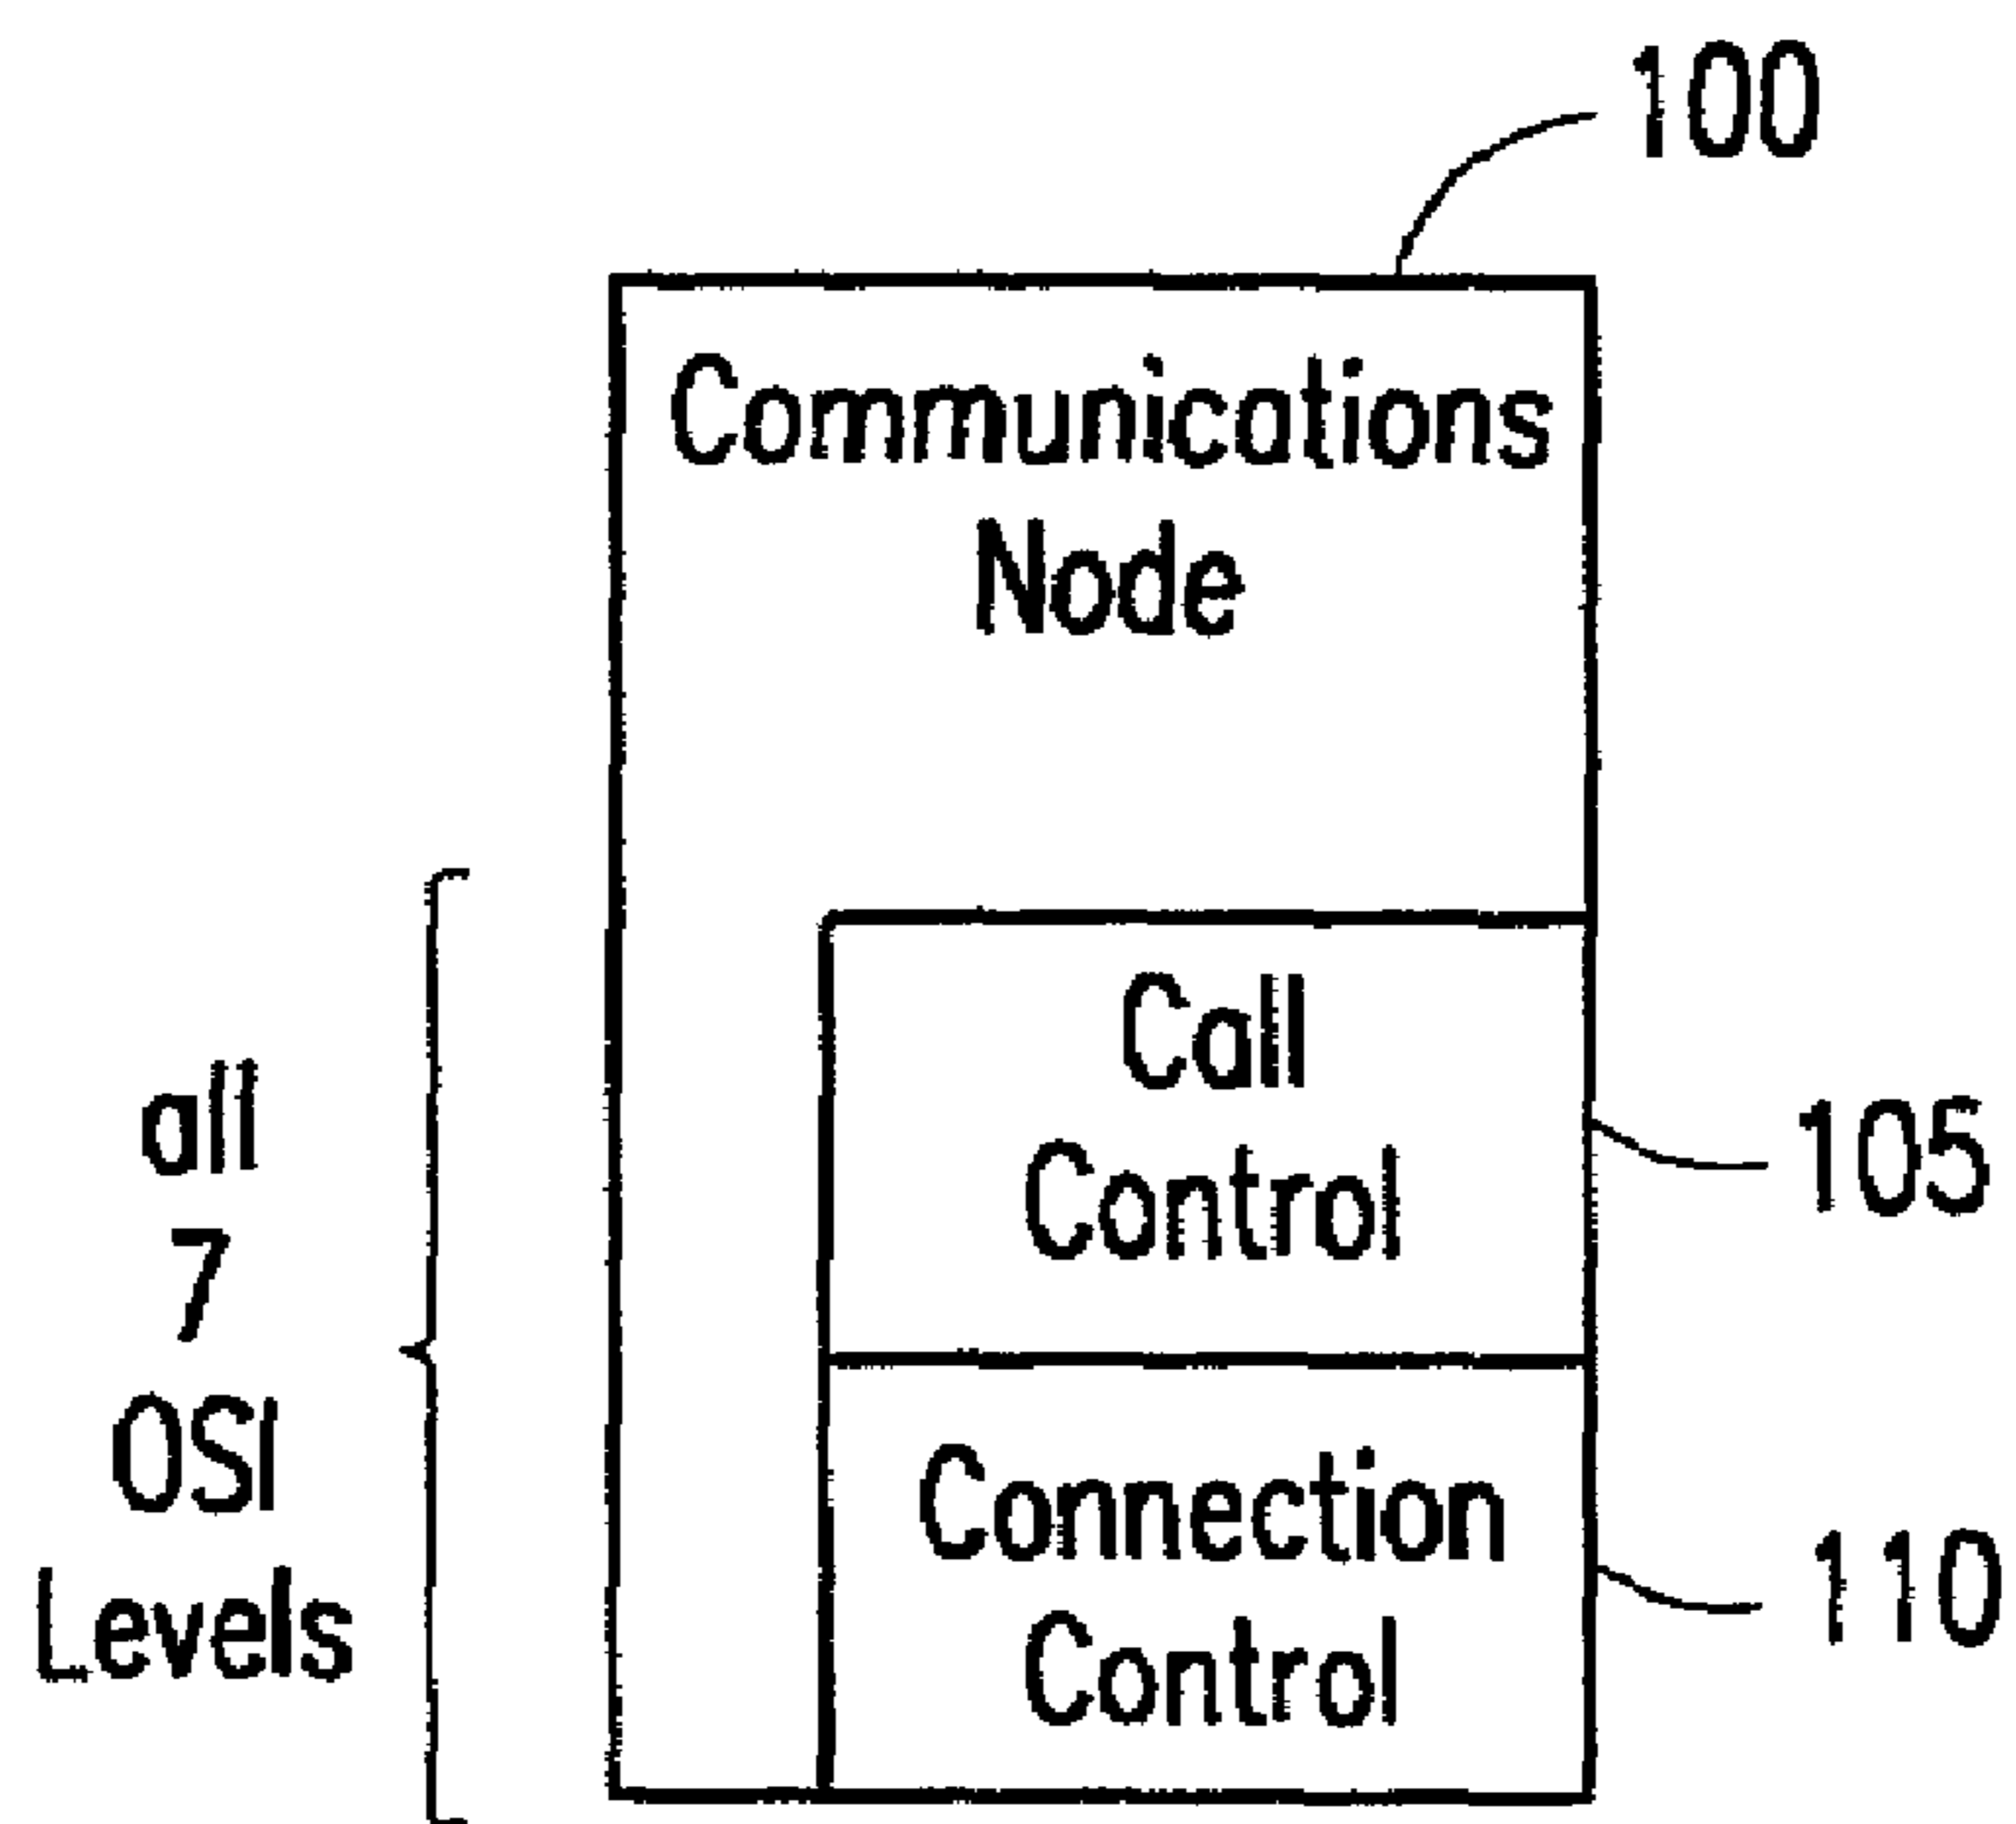 100
Communications
Node
Call
Control
105
all
7
OSI
Levels
Connection
Control
110